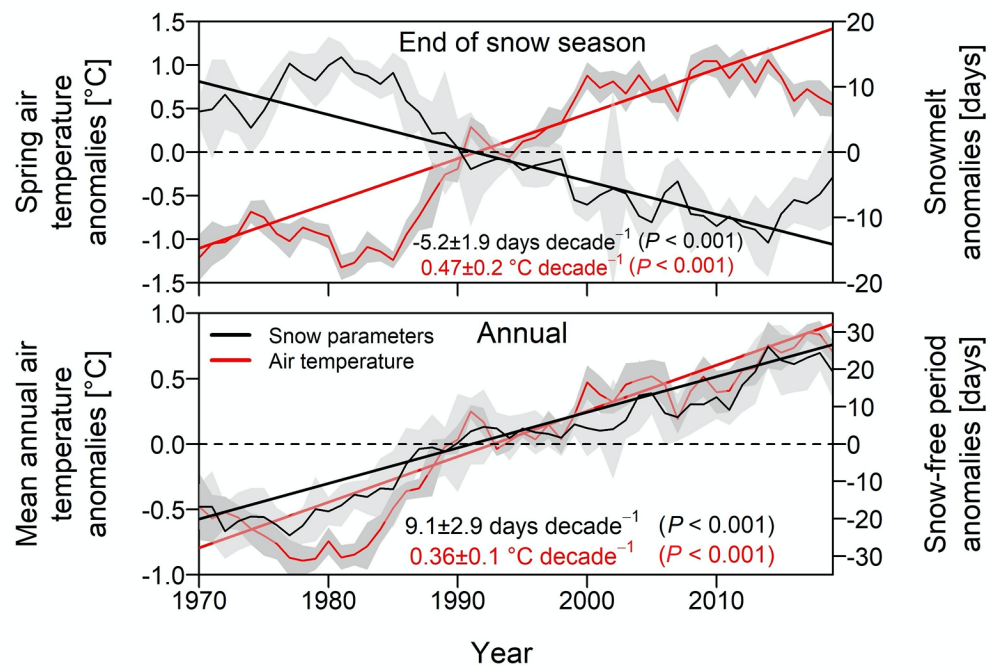 End of snow season
Spring air
temperature
anomalies [°C]
1.5
1.0
0.5
0.0
-0.5
-1.0
-1.5
20
10
0
-10
-20
Snowmelt
anomalies [days]
-5.2±1.9 days decade⁻¹ (P < 0.001)
0.47±0.2 °C decade⁻¹ (P < 0.001)
Annual
Snow parameters
Air temperature
Mean annual air
temperature
anomalies [°C]
1.0
0.5
0.0
-0.5
-1.0
30
20
10
0
-10
-20
-30
Snow-free period
anomalies [days]
9.1±2.9 days decade⁻¹ (P < 0.001)
0.36±0.1 °C decade⁻¹ (P < 0.001)
1970 1980 1990 2000 2010
Year